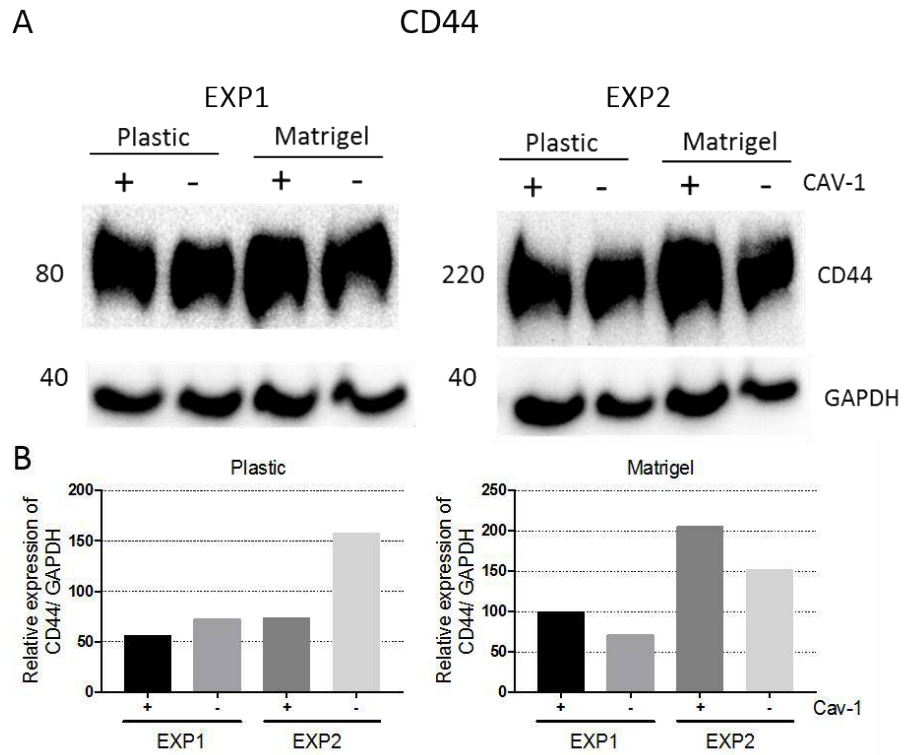 A CD44
EXP1 EXP2
Plastic Matrigel Plastic Matrigel
+ - + - + - + - CAV-1
80 220 CD44
40 40 GAPDH
B
Plastic
Relative expression of
CD44/ GAPDH
200
150
100
50
0
+ - + -
EXP1 EXP2
Matrigel
Relative expression of
CD44/ GAPDH
250
200
150
100
50
0
+ - + - Cav-1
EXP1 EXP2